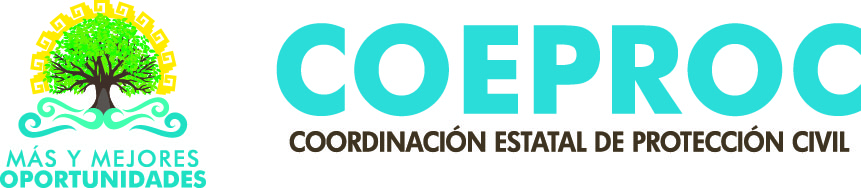 MÁS Y MEJORES
OPORTUNIDADES
COEPROC
COORDINACIÓN ESTATAL DE PROTECCIÓN CIVIL